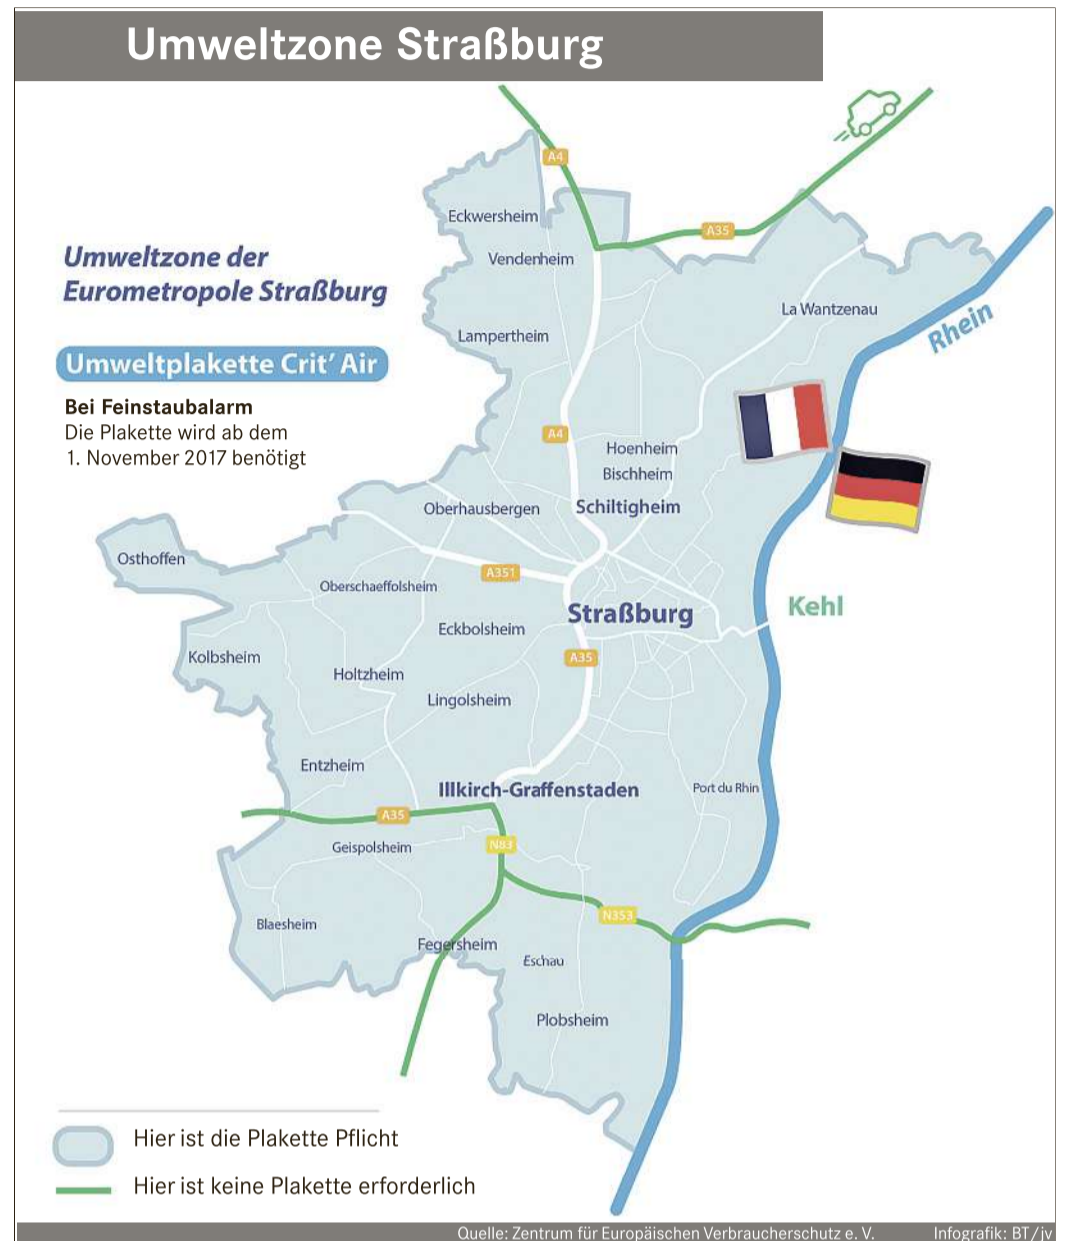 Umweltzone Straßburg
A4
Eckwersheim
A35
Umweltzone der
Eurometropole Straßburg
Vendenheim
La Wantzenau
Rhein
Lampertheim
Umweltplakette Crit' Air
Bei Feinstaubalarm
Die Plakette wird ab dem
1. November 2017 benötigt
A4
Hoenheim
Bischheim
Oberhausbergen
Schiltigheim
Osthoffen
A351
Oberschaeffolsheim
Straßburg
Kehl
Eckbolsheim
A35
Kolbsheim
Holtzheim
Lingolsheim
Entzheim
Illkirch-Graffenstaden
Port du Rhin
A35
Geispolsheim
N83
N353
Blaesheim
Fegersheim
Eschau
Plobsheim
Hier ist die Plakette Pflicht
Hier ist keine Plakette erforderlich
Quelle: Zentrum für Europäischen Verbraucherschutz e. V. Infografik: BT/jv